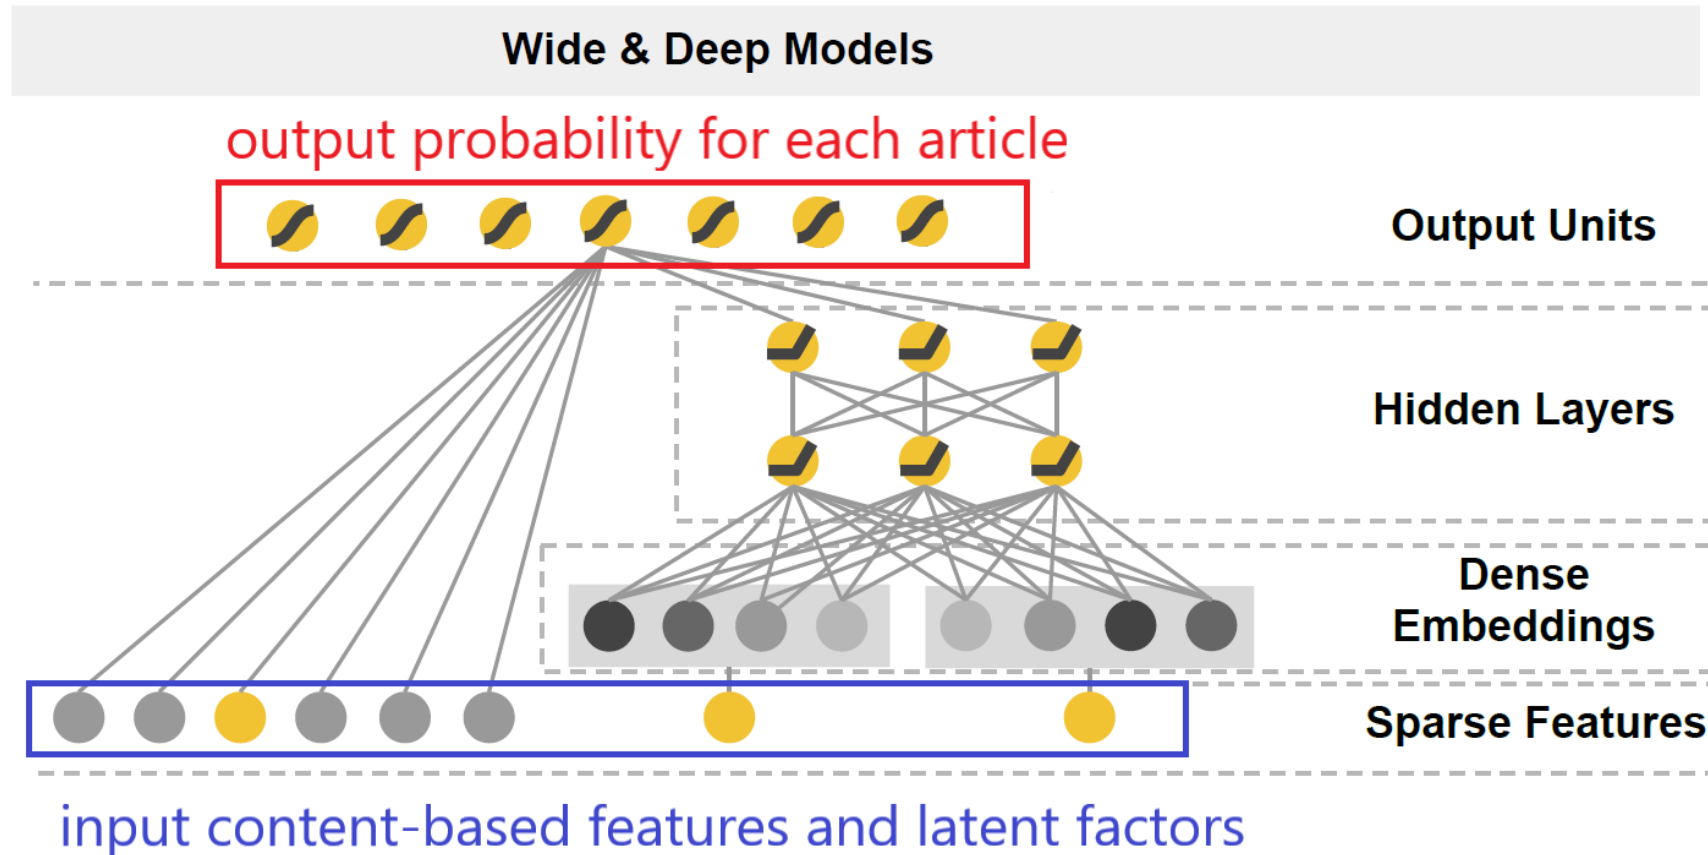 Wide & Deep Models
output probability for each article
Output Units
Hidden Layers
Dense
Embeddings
Sparse Features
input content-based features and latent factors